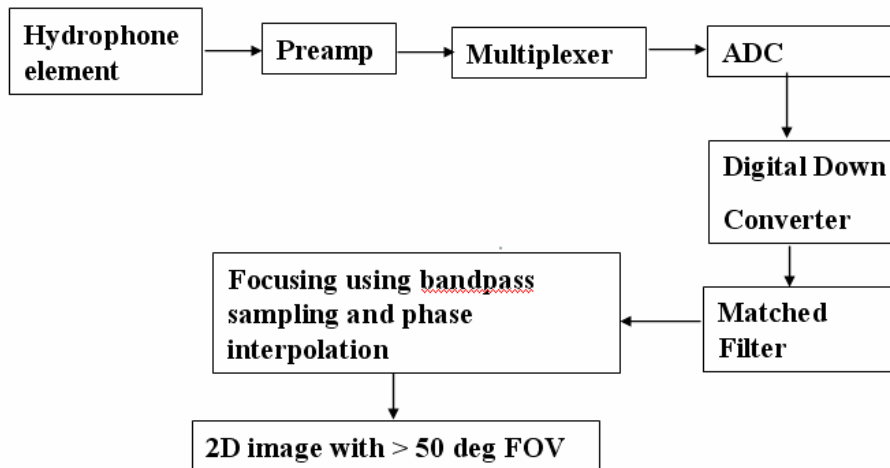 Hydrophone
element
Preamp
Multiplexer
ADC
Digital Down
Converter
Matched
Filter
Focusing using bandpass
sampling and phase
interpolation
2D image with > 50 deg FOV